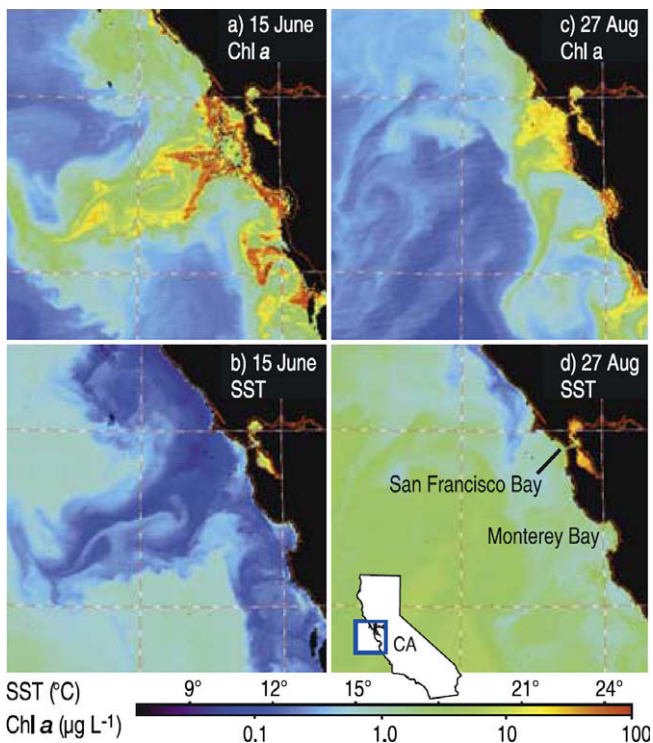 a) 15 June
Chl a
c) 27 Aug
Chl a
b) 15 June
SST
d) 27 Aug
SST
San Francisco Bay
Monterey Bay
CA
SST (°C) 9° 12° 15° 21° 24°
Chl a (µg L⁻¹) 0.1 1.0 10 100